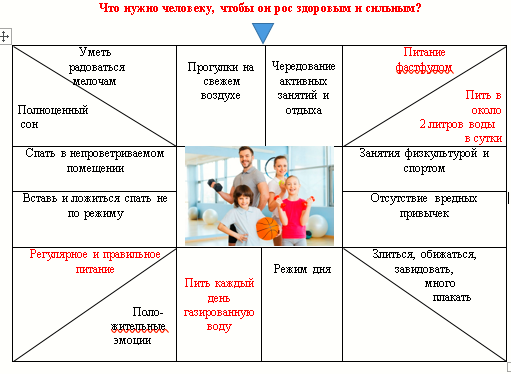 Что нужно человеку, чтобы он рос здоровым и сильным?
Уметь
радоваться
мелочам
Полноценный
сон
Прогулки на
свежем
воздухе
Чередование
активных
занятий и
отдыха
Питание
фастфудом
Пить в
около
2 литров воды
в сутки
Спать в непроветриваемом
помещении
Занятия физкультурой и
спортом
Вставь и ложиться спать не
по режиму
Отсутствие вредных
привычек
Регулярное и правильное
питание
Поло-
жительные
эмоции
Пить каждый
день
газированную
воду
Режим дня
Злиться, обижаться,
завидовать,
много
плакать